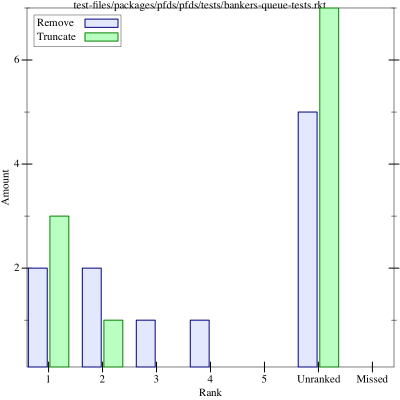 test-files/packages/pfds/pfds/tests/bankers-queue-tests.rkt
Remove
Truncate
6
4
2
Amount
1 2 3 4 5 Unranked Missed
Rank